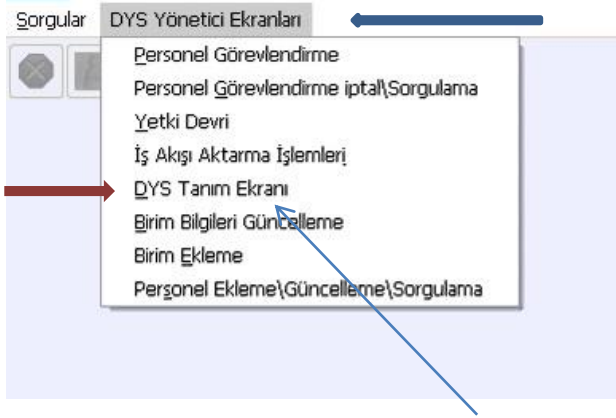 Sorgular DYS Yönetici Ekranları
Personel Görevlendirme
Personel Görevlendirme iptal\Sorgulama
Yetki Devri
İş Akışı Aktarma İşlemleri
DYS Tanım Ekranı
Birim Bilgileri Güncelleme
Birim Ekleme
Personel Ekleme\Güncelleme\Sorgulama